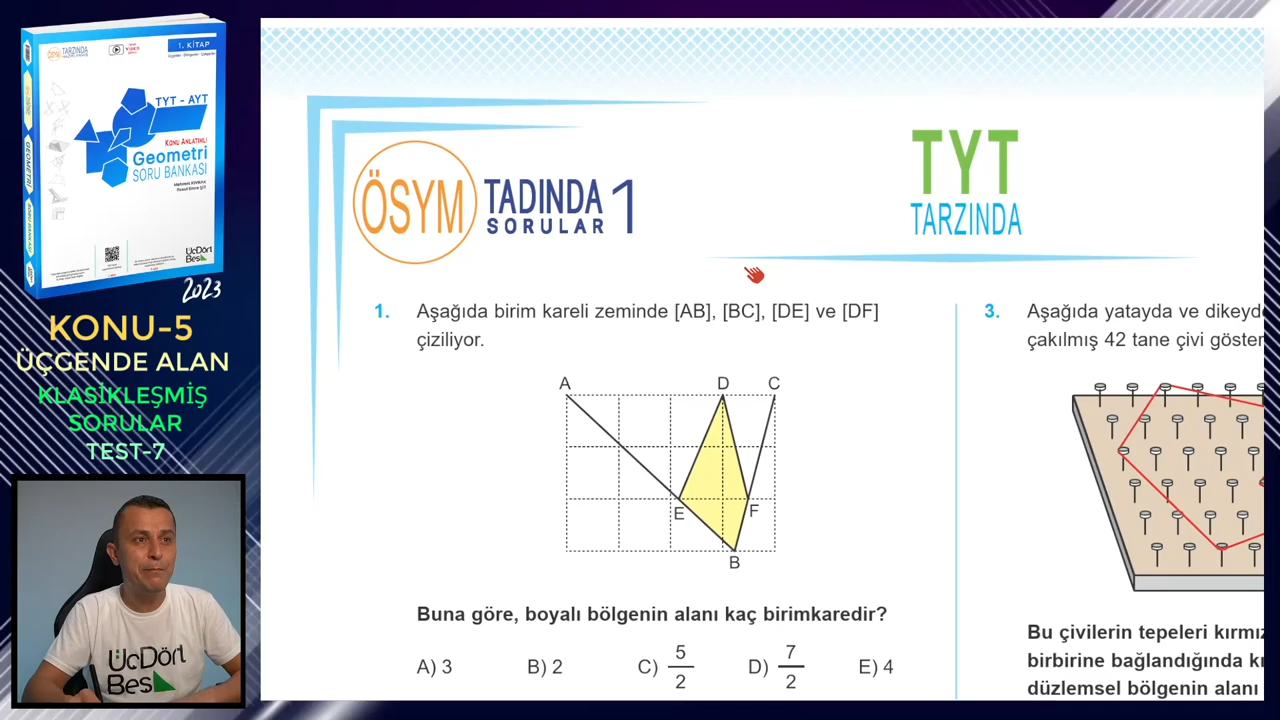 ÖSYM TARZINDA
1. KİTAP
TYT - AYT
KONU ANLATIMLI
Geometri
SORU BANKASI
ÜçDört
Beş
2023
KONU-5
ÜÇGENDE ALAN
KLASİKLEŞMİŞ
SORULAR
TEST-7
ÜçDört
Beş
ÖSYM TADINDA SORULAR 1
TYT
TARZINDA
1. Aşağıda birim kareli zeminde [AB], [BC], [DE] ve [DF]
çiziliyor.
A D C
E F
B
Buna göre, boyalı bölgenin alanı kaç birimkaredir?
A) 3 B) 2 C) 5/2 D) 7/2 E) 4
3. Aşağıda yatayda ve dikeyd
çakılmış 42 tane çivi göster
Bu çivilerin tepeleri kırmız
birbirine bağlandığında kı
düzlemsel bölgenin alanı